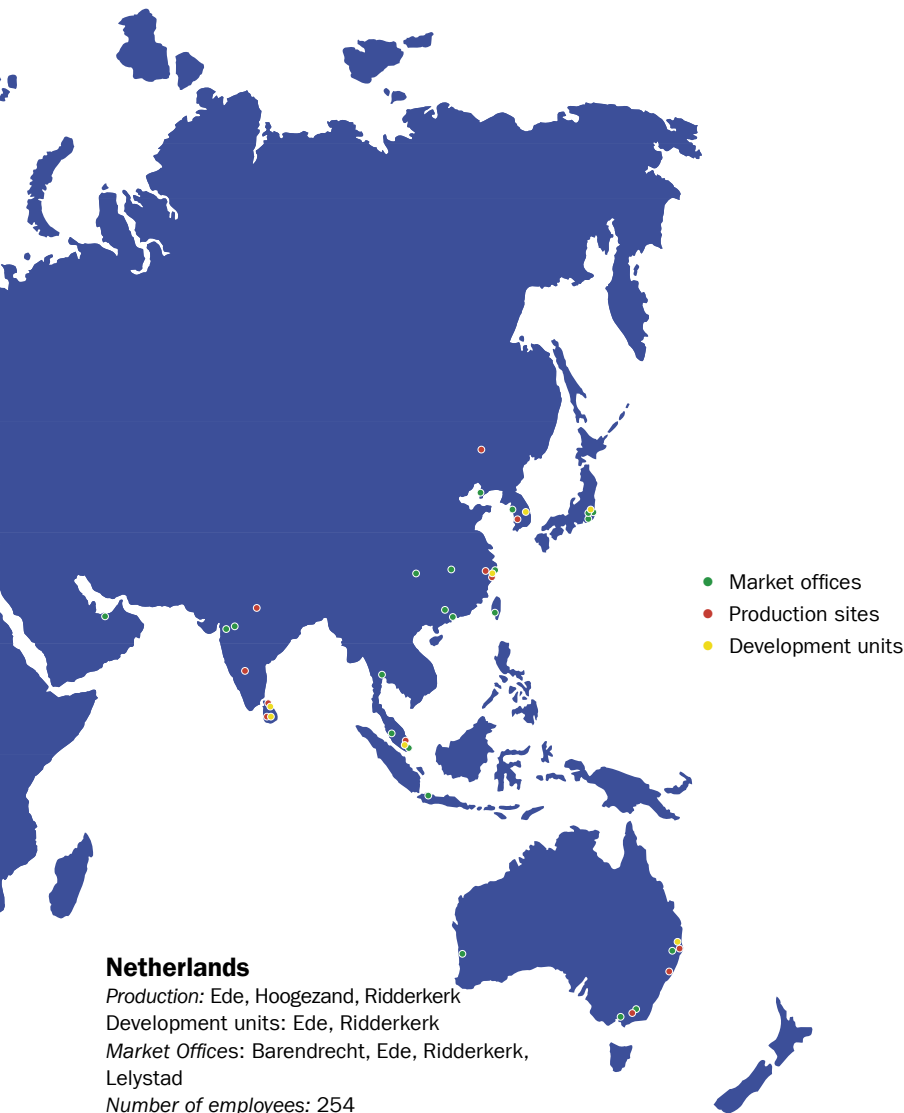 Market offices
Production sites
Development units
Netherlands
Production: Ede, Hoogezand, Ridderkerk
Development units: Ede, Ridderkerk
Market Offices: Barendrecht, Ede, Ridderkerk,
Lelystad
Number of employees: 254